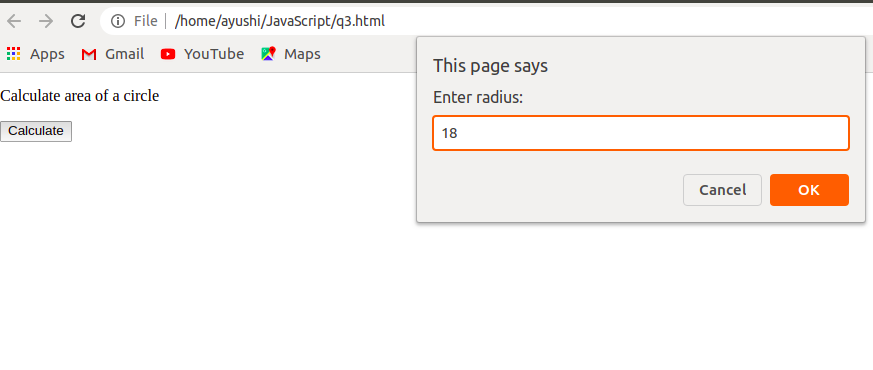 File | /home/ayushi/JavaScript/q3.html
Apps Gmail YouTube Maps
This page says
Enter radius:
18
Cancel OK
Calculate area of a circle
Calculate